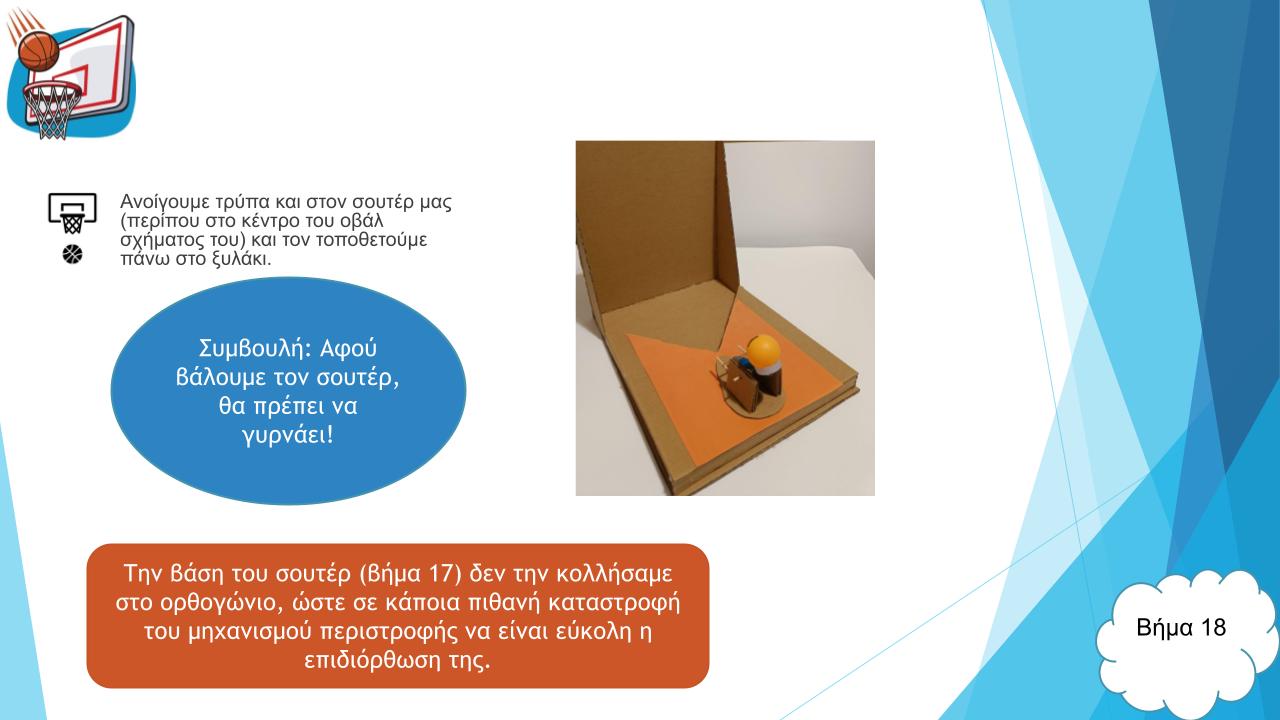 Ανοίγουμε τρύπα και στον σουτέρ μας
(περίπου στο κέντρο του οβάλ
σχήματος του) και τον τοποθετούμε
πάνω στο ξυλάκι.
Συμβουλή: Αφού
βάλουμε τον σουτέρ,
θα πρέπει να
γυρνάει!
Την βάση του σουτέρ (βήμα 17) δεν την κολλήσαμε
στο ορθογώνιο, ώστε σε κάποια πιθανή καταστροφή
του μηχανισμού περιστροφής να είναι εύκολη η
επιδιόρθωση της.
Βήμα 18